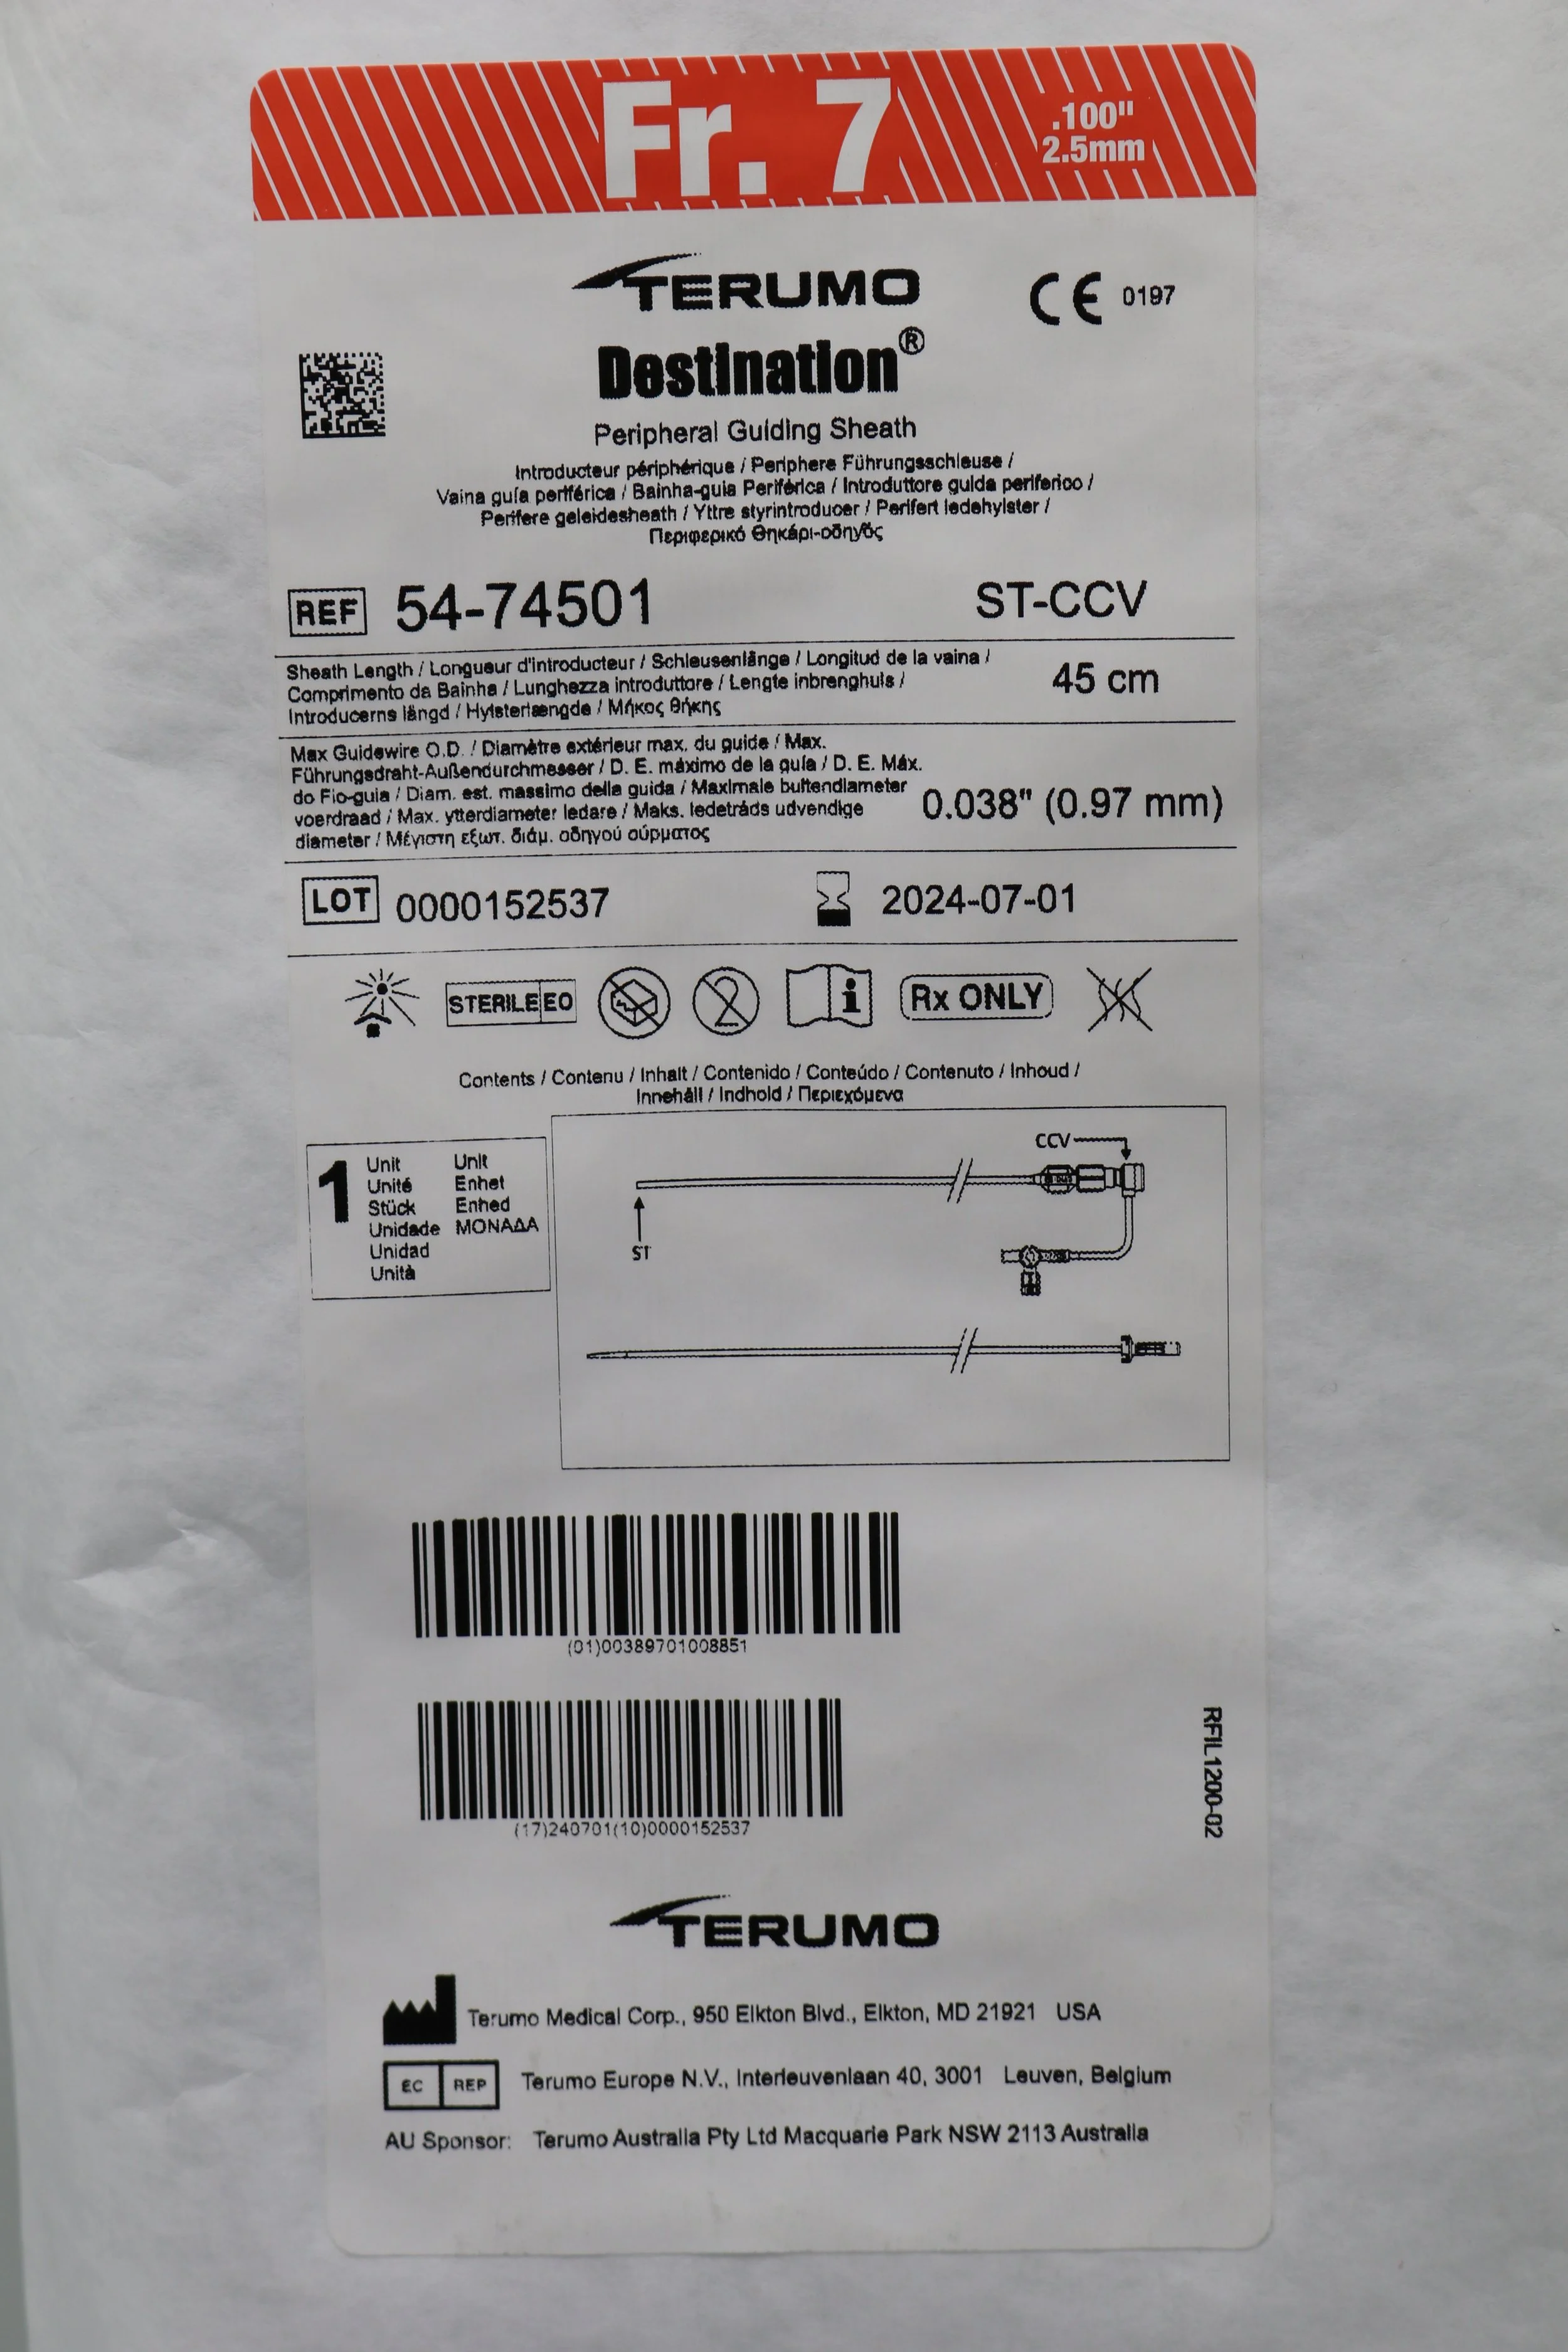 Fr. 7
.100"
2.5mm
TERUMO
CE 0197
Destination®
Peripheral Guiding Sheath
Introducteur périphérique / Periphere Führungsschleuse /
Vaina guía periférica / Bainha-guia Periférica / Introduttore guida periferico /
Perifere geleidesheath / Yttre styrintroducer / Perifert ledehylster /
Περιφερικό Θηκάρι-οδηγός
REF 54-74501 ST-CCV
Sheath Length / Longueur d'introducteur / Schleusenlänge / Longitud de la vaina /
Comprimento da Bainha / Lunghezza introduttore / Lengte inbrenghuls /
Introducerns längd / Hylsterlængde / Μήκος θήκης
45 cm
Max Guidewire O.D. / Diamètre extérieur max. du guide / Max.
Führungsdraht-Außendurchmesser / D. E. máximo de la guía / D. E. Máx.
do Fio-guia / Diam. est. massimo della guida / Maximale buitendiameter
voerdraad / Max. ytterdiameter ledare / Maks. ledetråds udvendige
diameter / Μέγιστη εξωτ. διάμ. οδηγού σύρματος
0.038" (0.97 mm)
LOT 0000152537 2024-07-01
STERILE EO 2 i Rx ONLY
Contents / Contenu / Inhalt / Contenido / Conteúdo / Contenuto / Inhoud /
Innehåll / Indhold / Περιεχόμενα
1
Unit Unit
Unité Enhet
Stück Enhed
Unidade ΜΟΝΑΔΑ
Unidad
Unità
CCV
ST
(01)00389701008851
(17)240701(10)0000152537
RFIL1200-02
TERUMO
Terumo Medical Corp., 950 Elkton Blvd., Elkton, MD 21921 USA
EC REP Terumo Europe N.V., Interleuvenlaan 40, 3001 Leuven, Belgium
AU Sponsor: Terumo Australia Pty Ltd Macquarie Park NSW 2113 Australia